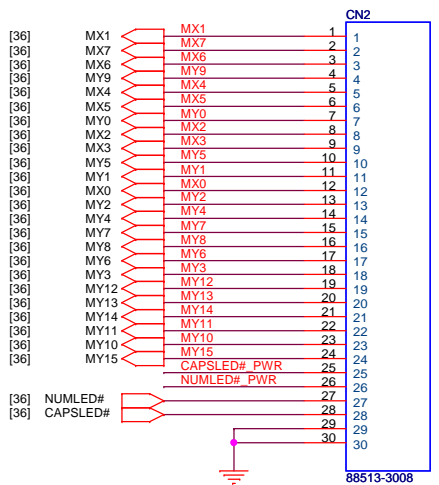 CN2
[36] MX1 MX1 1 1
[36] MX7 MX7 2 2
[36] MX6 MX6 3 3
[36] MY9 MY9 4 4
[36] MX4 MX4 5 5
[36] MX5 MX5 6 6
[36] MY0 MY0 7 7
[36] MX2 MX2 8 8
[36] MX3 MX3 9 9
[36] MY5 MY5 10 10
[36] MY1 MY1 11 11
[36] MX0 MX0 12 12
[36] MY2 MY2 13 13
[36] MY4 MY4 14 14
[36] MY7 MY7 15 15
[36] MY8 MY8 16 16
[36] MY6 MY6 17 17
[36] MY3 MY3 18 18
[36] MY12 MY12 19 19
[36] MY13 MY13 20 20
[36] MY14 MY14 21 21
[36] MY11 MY11 22 22
[36] MY10 MY10 23 23
[36] MY15 MY15 24 24
CAPSLED#_PWR 25 25
NUMLED#_PWR 26 26
[36] NUMLED# 27 27
[36] CAPSLED# 28 28
29 29
30 30
88513-3008